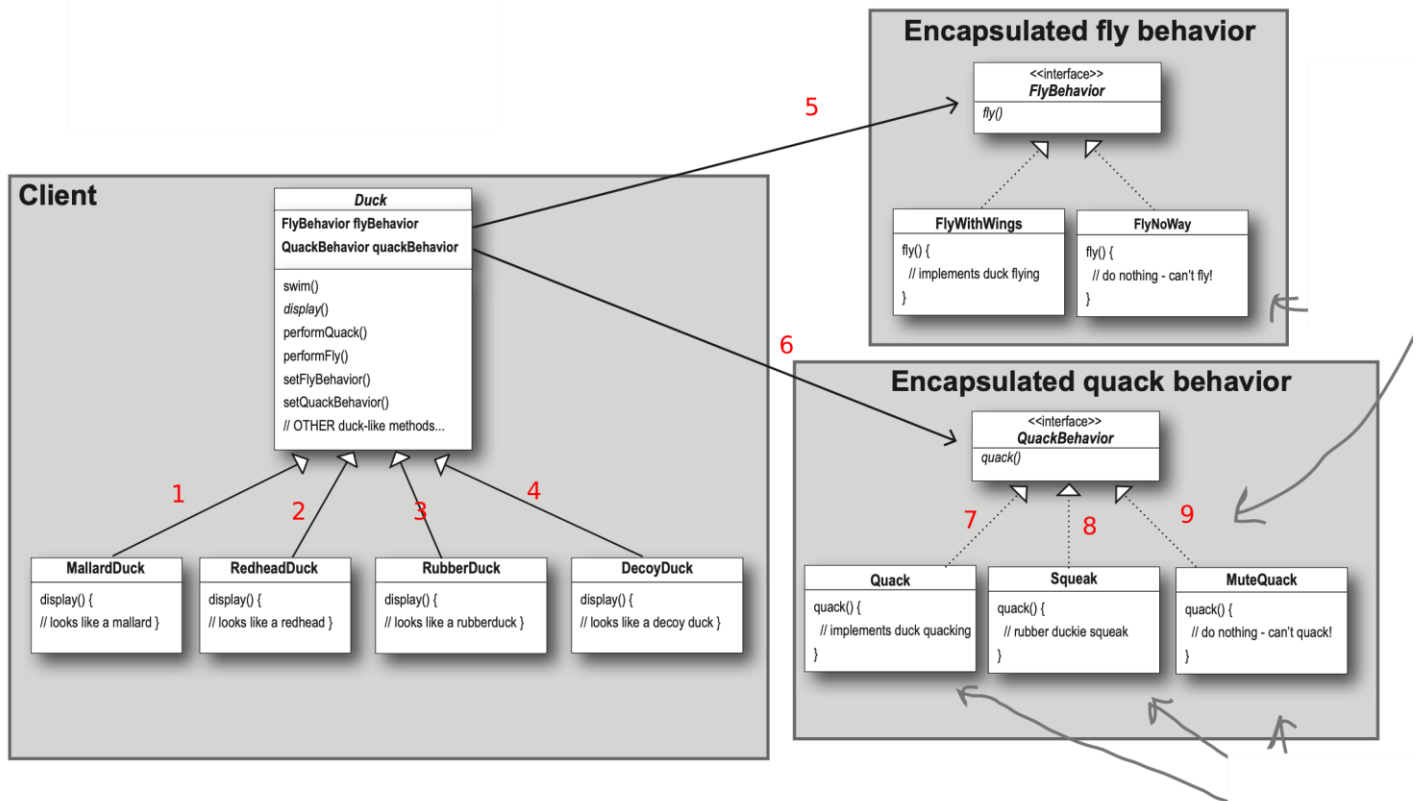 Encapsulated fly behavior
<<interface>>
FlyBehavior
fly()
5
FlyWithWings
fly() {
// implements duck flying
}
FlyNoWay
fly() {
// do nothing - can't fly!
}
Client
Duck
FlyBehavior flyBehavior
QuackBehavior quackBehavior
swim()
display()
performQuack()
performFly()
setFlyBehavior()
setQuackBehavior()
// OTHER duck-like methods...
6
1
2
3
4
MallardDuck
display() {
// looks like a mallard }
RedheadDuck
display() {
// looks like a redhead }
RubberDuck
display() {
// looks like a rubberduck }
DecoyDuck
display() {
// looks like a decoy duck }
Encapsulated quack behavior
<<interface>>
QuackBehavior
quack()
7
8
9
Quack
quack() {
// implements duck quacking
}
Squeak
quack() {
// rubber duckie squeak
}
MuteQuack
quack() {
// do nothing - can't quack!
}